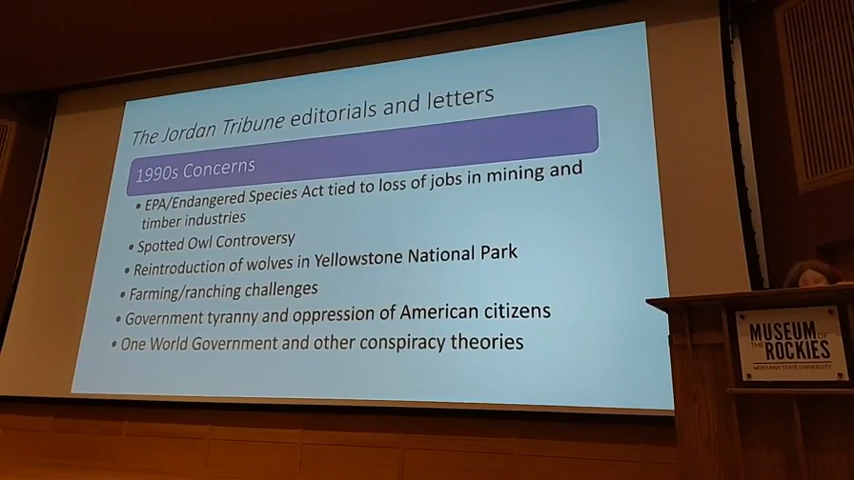 The Jordan Tribune editorials and letters
1990s Concerns
• EPA/Endangered Species Act tied to loss of jobs in mining and
timber industries
• Spotted Owl Controversy
• Reintroduction of wolves in Yellowstone National Park
• Farming/ranching challenges
• Government tyranny and oppression of American citizens
• One World Government and other conspiracy theories
MUSEUM
OF THE ROCKIES
MONTANA STATE UNIVERSITY